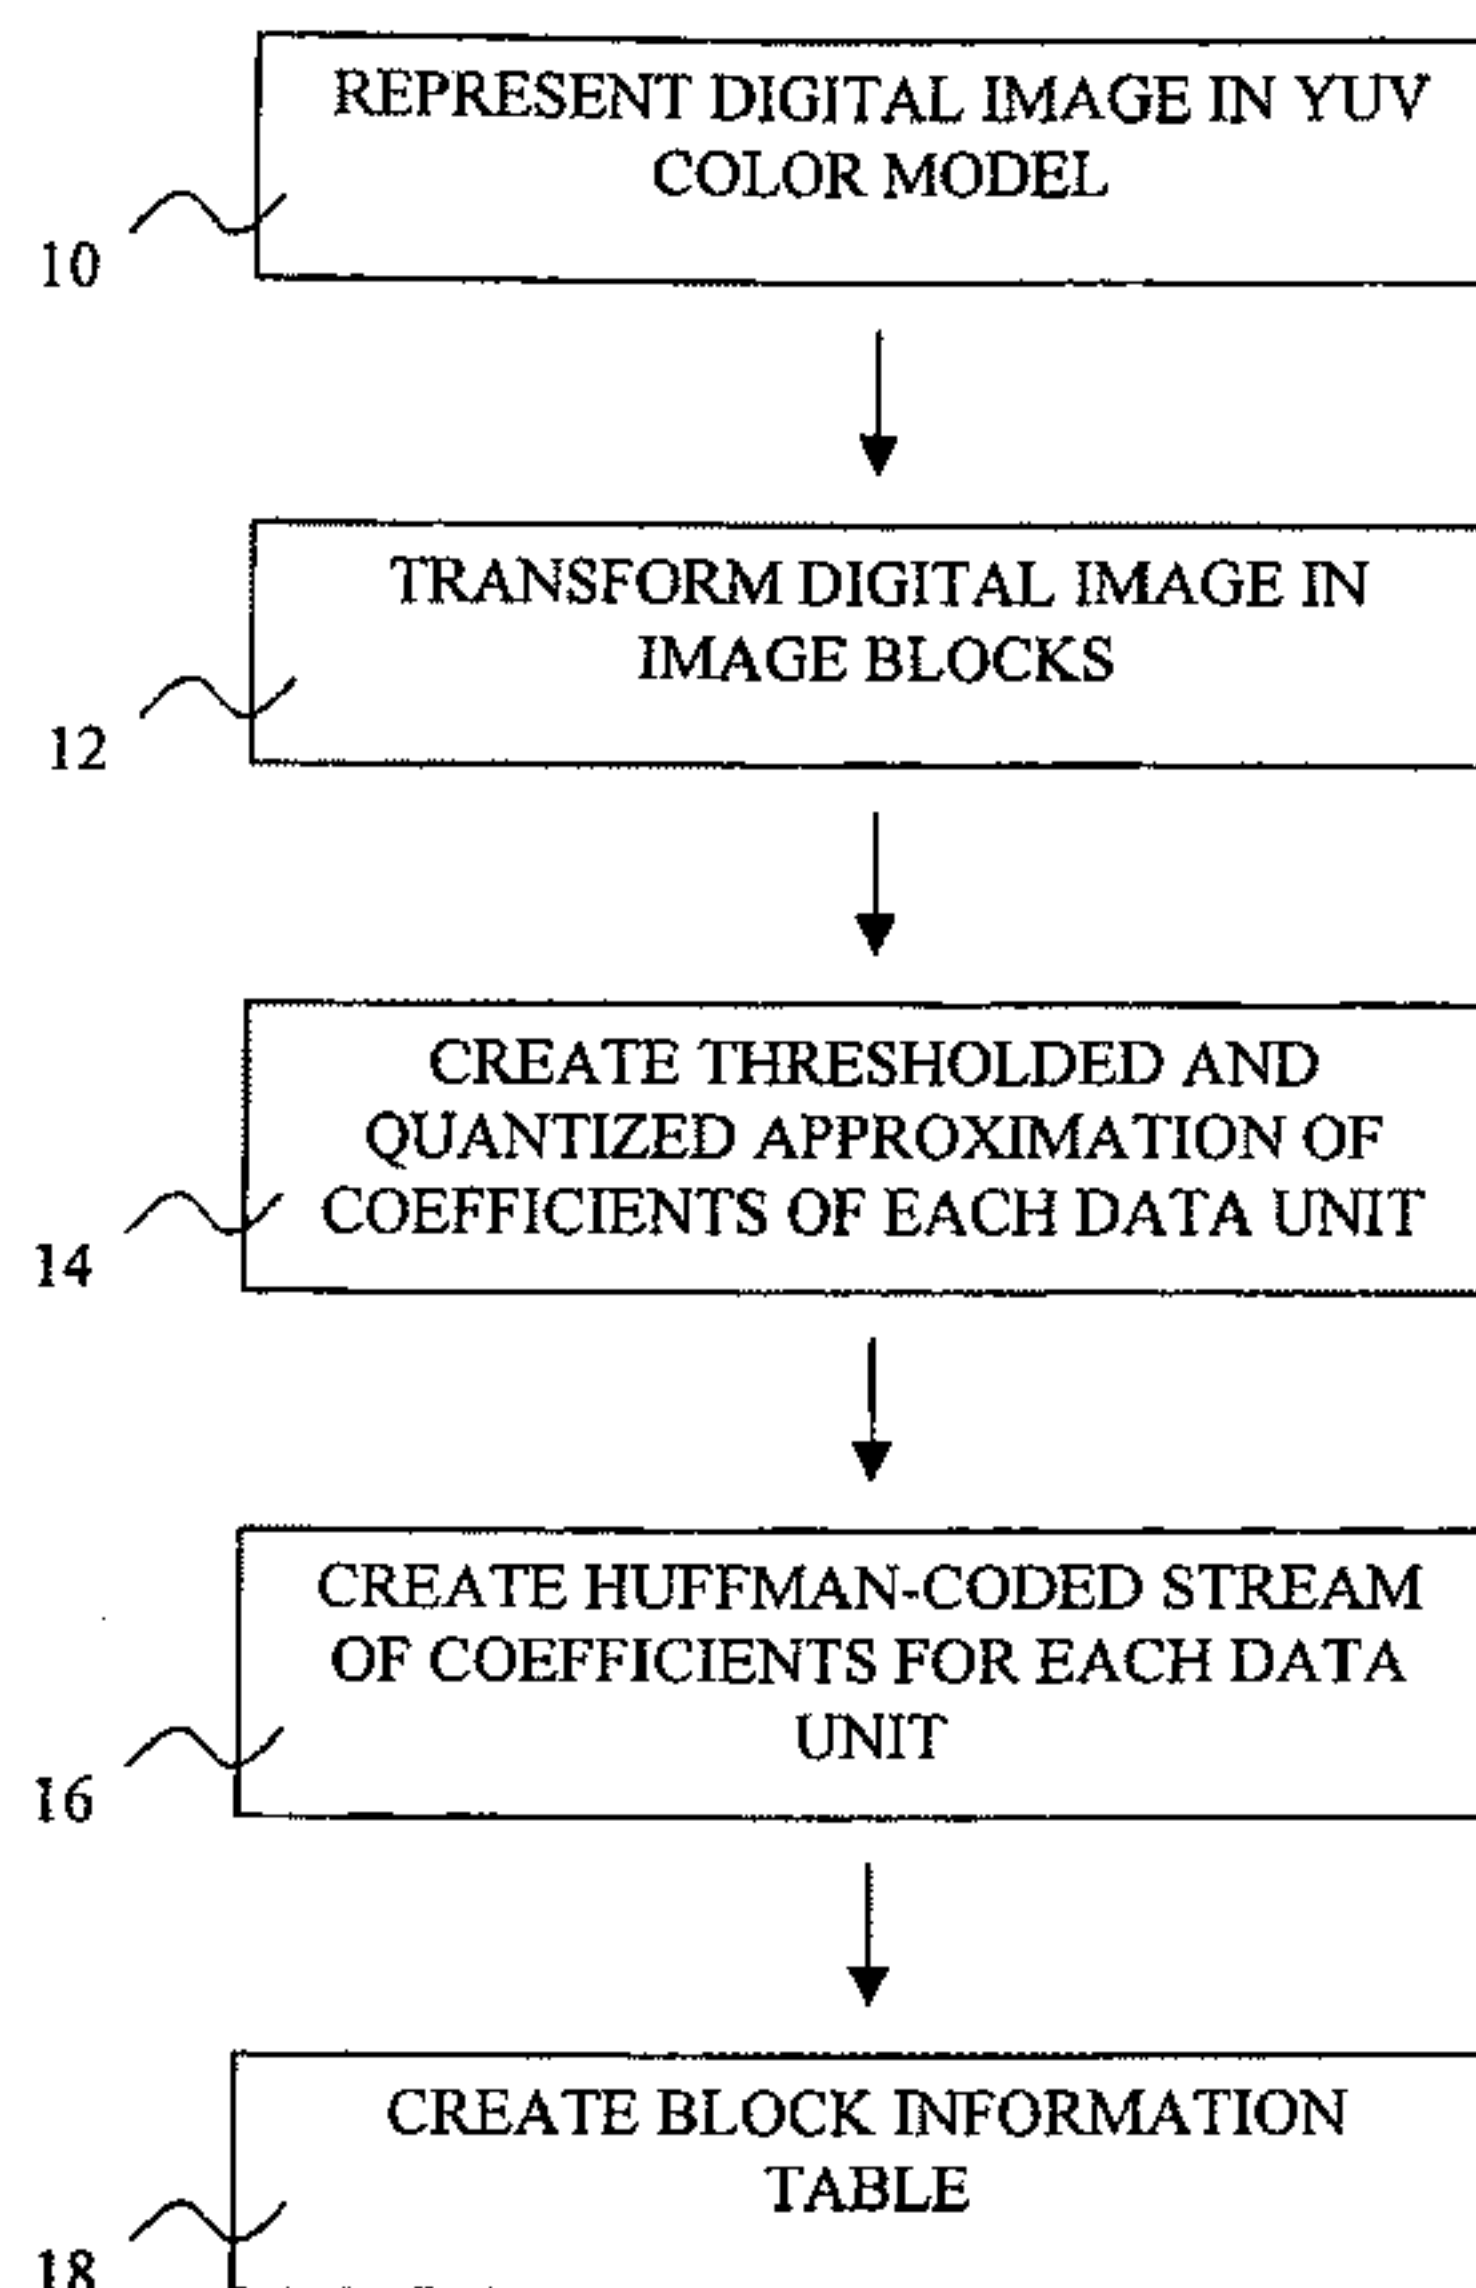 REPRESENT DIGITAL IMAGE IN YUV
COLOR MODEL
10
TRANSFORM DIGITAL IMAGE IN
IMAGE BLOCKS
12
CREATE THRESHOLDED AND
QUANTIZED APPROXIMATION OF
COEFFICIENTS OF EACH DATA UNIT
14
CREATE HUFFMAN-CODED STREAM
OF COEFFICIENTS FOR EACH DATA
UNIT
16
CREATE BLOCK INFORMATION
TABLE
18